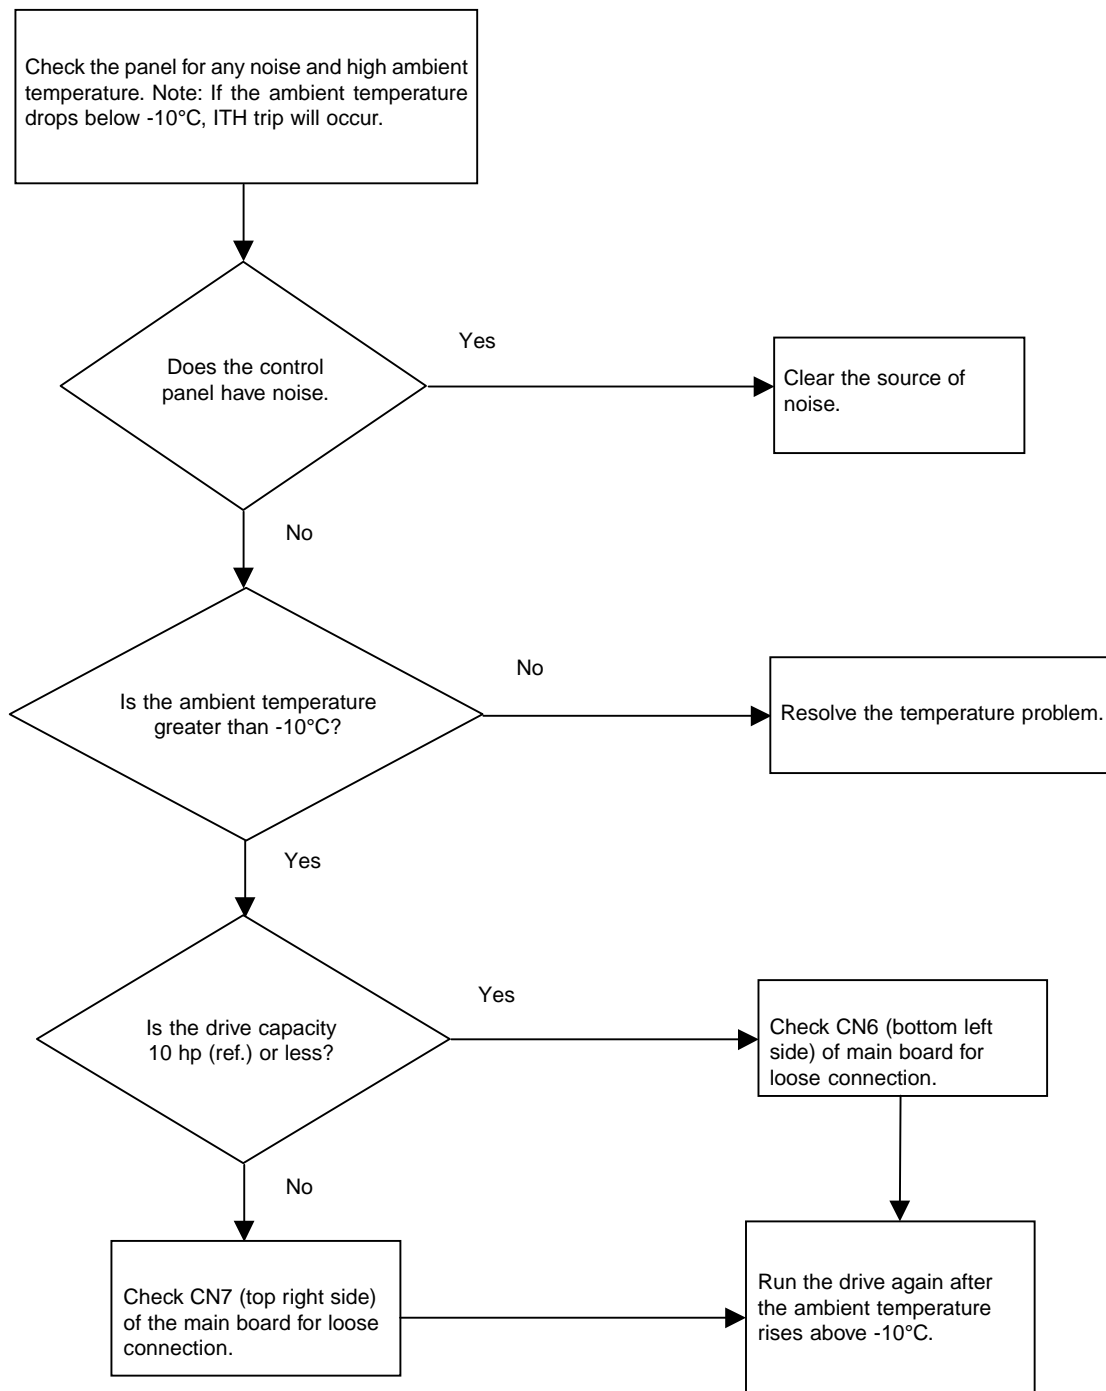 Check the panel for any noise and high ambient
temperature. Note: If the ambient temperature
drops below -10°C, ITH trip will occur.
Does the control
panel have noise.
Yes
Clear the source of
noise.
No
Is the ambient temperature
greater than -10°C?
No
Resolve the temperature problem.
Yes
Is the drive capacity
10 hp (ref.) or less?
Yes
Check CN6 (bottom left
side) of main board for
loose connection.
No
Check CN7 (top right side)
of the main board for loose
connection.
Run the drive again after
the ambient temperature
rises above -10°C.